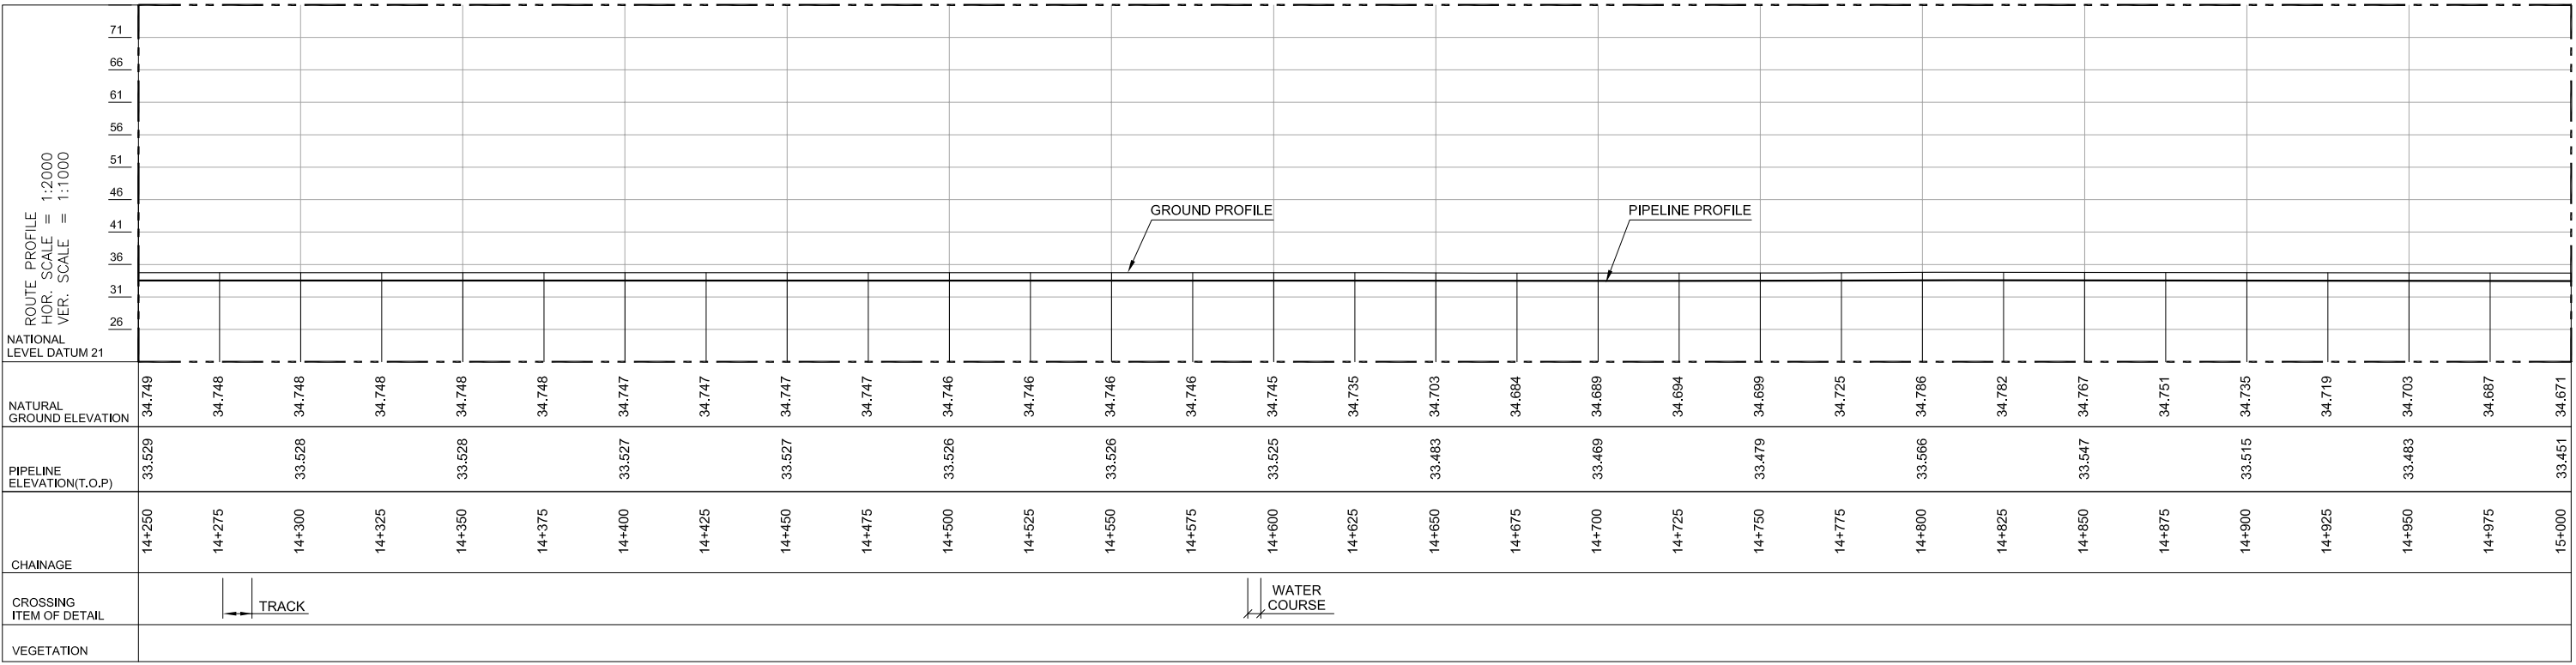 71
66
61
56
51
46
41
36
31
26
ROUTE PROFILE
HOR. SCALE = 1:2000
VER. SCALE = 1:1000
NATIONAL
LEVEL DATUM 21
GROUND PROFILE
PIPELINE PROFILE
NATURAL
GROUND ELEVATION
34.749 34.748 34.748 34.748 34.748 34.748 34.747 34.747 34.747 34.747 34.746 34.746 34.746 34.746 34.745 34.735 34.703 34.684 34.689 34.694 34.699 34.725 34.786 34.782 34.767 34.751 34.735 34.719 34.703 34.687 34.671
PIPELINE
ELEVATION(T.O.P)
33.529 33.528 33.528 33.527 33.527 33.526 33.526 33.525 33.483 33.469 33.479 33.566 33.547 33.515 33.483 33.451
CHAINAGE
14+250 14+275 14+300 14+325 14+350 14+375 14+400 14+425 14+450 14+475 14+500 14+525 14+550 14+575 14+600 14+625 14+650 14+675 14+700 14+725 14+750 14+775 14+800 14+825 14+850 14+875 14+900 14+925 14+950 14+975 15+000
CROSSING
ITEM OF DETAIL
TRACK
WATER
COURSE
VEGETATION